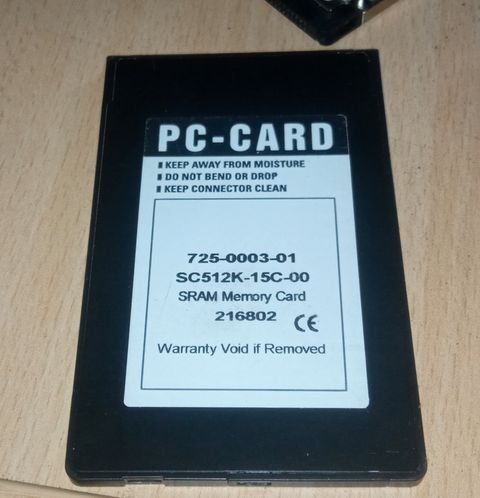 PC-CARD
KEEP AWAY FROM MOISTURE
DO NOT BEND OR DROP
KEEP CONNECTOR CLEAN
725-0003-01
SC512K-15C-00
SRAM Memory Card
216802 CE
Warranty Void if Removed